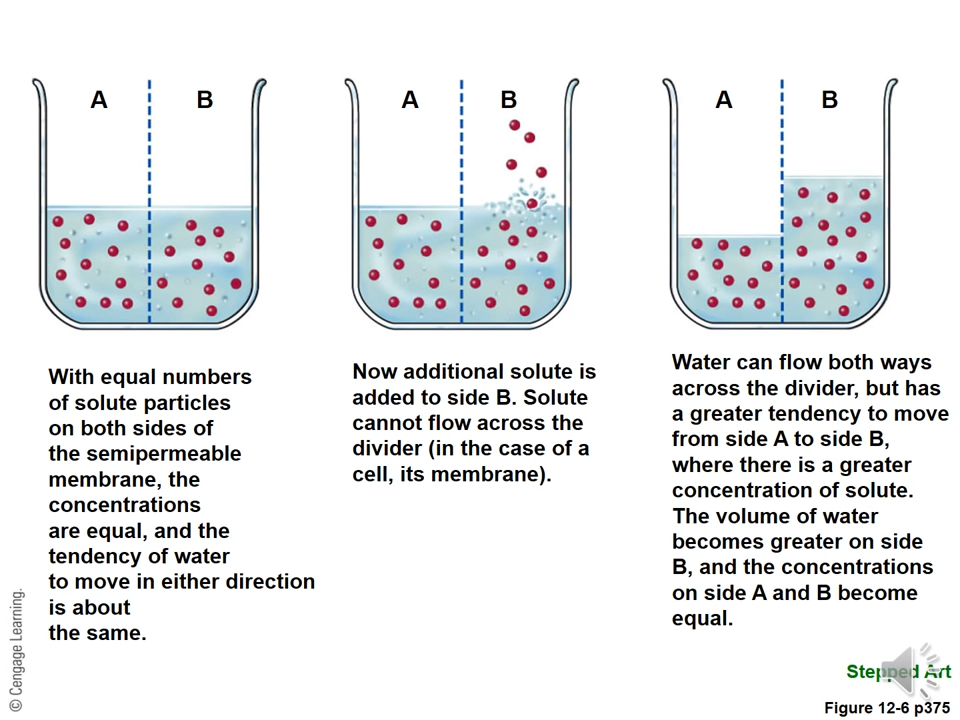 A
B
A
B
A
B
With equal numbers
of solute particles
on both sides of
the semipermeable
membrane, the
concentrations
are equal, and the
tendency of water
to move in either direction
is about
the same.
Now additional solute is
added to side B. Solute
cannot flow across the
divider (in the case of a
cell, its membrane).
Water can flow both ways
across the divider, but has
a greater tendency to move
from side A to side B,
where there is a greater
concentration of solute.
The volume of water
becomes greater on side
B, and the concentrations
on side A and B become
equal.
© Cengage Learning.
Stepped Art
Figure 12-6 p375